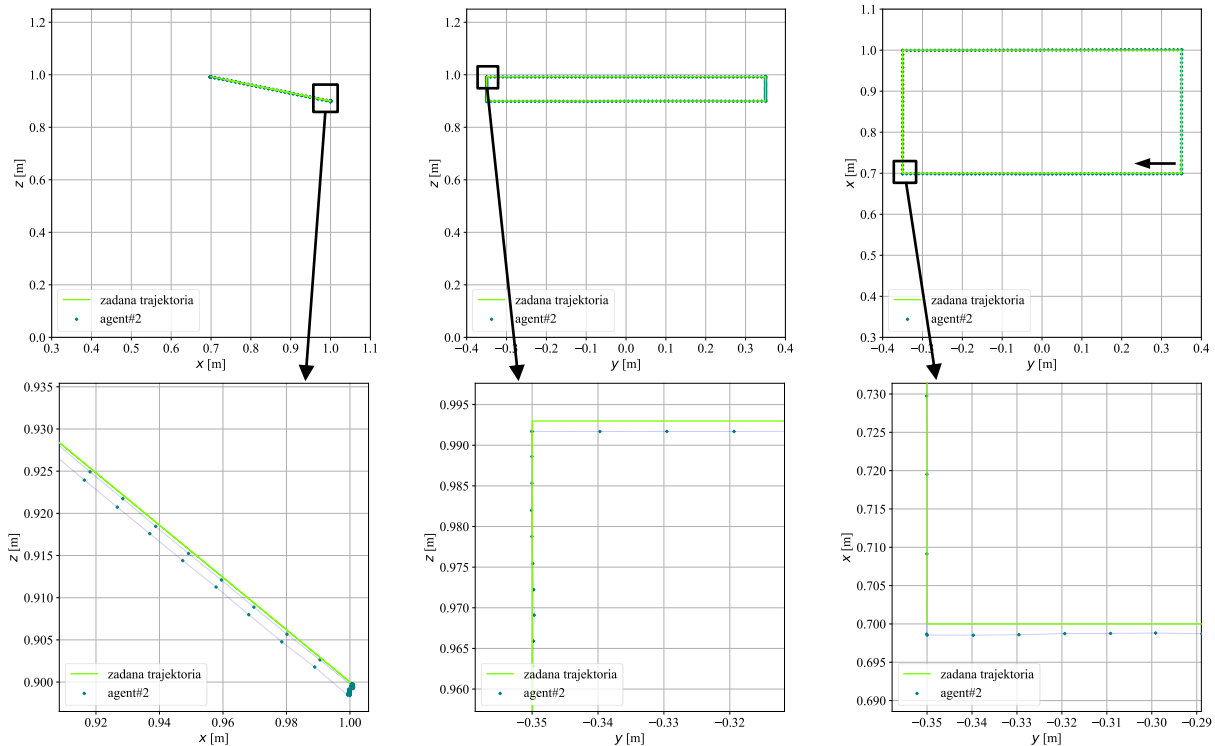 1.2
1.0
0.8
0.6
0.4
0.2
0.0
z [m]
0.3 0.4 0.5 0.6 0.7 0.8 0.9 1.0 1.1
x [m]
zadana trajektoria
agent#2
1.2
1.0
0.8
0.6
0.4
0.2
0.0
z [m]
−0.4 −0.3 −0.2 −0.1 0.0 0.1 0.2 0.3 0.4
y [m]
zadana trajektoria
agent#2
1.1
1.0
0.9
0.8
0.7
0.6
0.5
0.4
0.3
x [m]
−0.4 −0.3 −0.2 −0.1 0.0 0.1 0.2 0.3 0.4
y [m]
zadana trajektoria
agent#2
0.935
0.930
0.925
0.920
0.915
0.910
0.905
0.900
z [m]
0.92 0.94 0.96 0.98 1.00
x [m]
zadana trajektoria
agent#2
0.995
0.990
0.985
0.980
0.975
0.970
0.965
0.960
z [m]
−0.35 −0.34 −0.33 −0.32
y [m]
zadana trajektoria
agent#2
0.730
0.725
0.720
0.715
0.710
0.705
0.700
0.695
0.690
x [m]
−0.35 −0.34 −0.33 −0.32 −0.31 −0.30 −0.29
y [m]
zadana trajektoria
agent#2